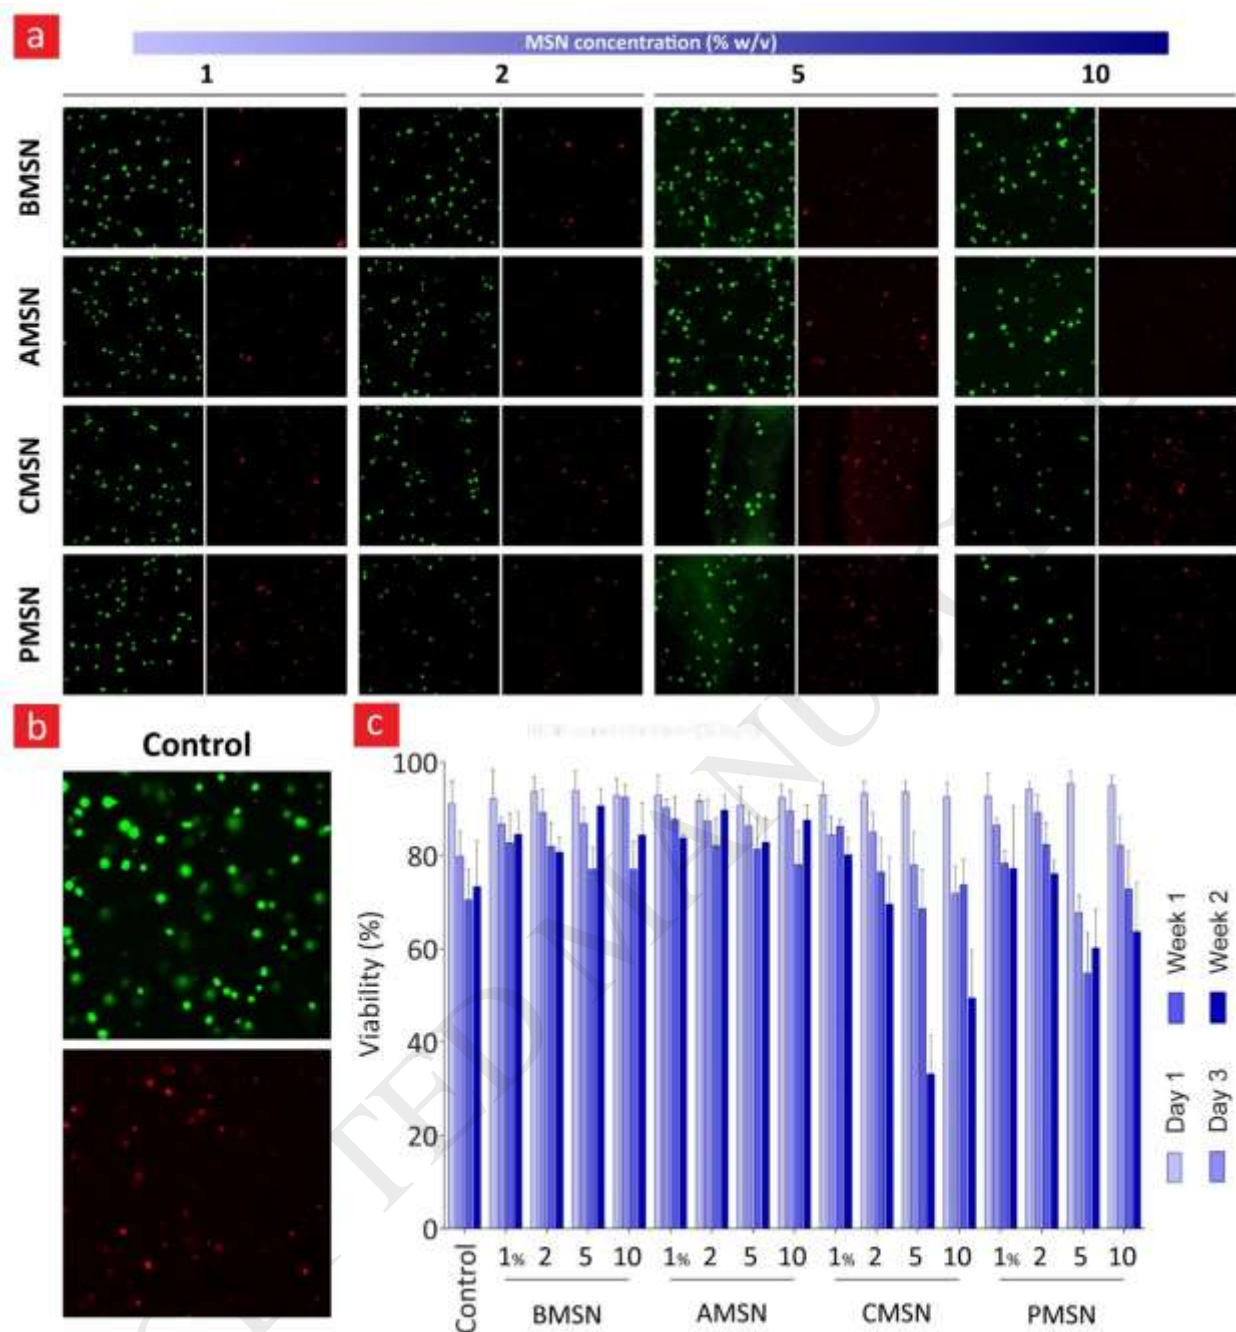 a
MSN concentration (% w/v)
1 2 5 10
BMSN
AMSN
CMSN
PMSN
b
Control
c
Viability (%)
100
80
60
40
20
0
Control 1% 2 5 10 1% 2 5 10 1% 2 5 10 1% 2 5 10
BMSN AMSN CMSN PMSN
Week 1
Week 2
Day 1
Day 3